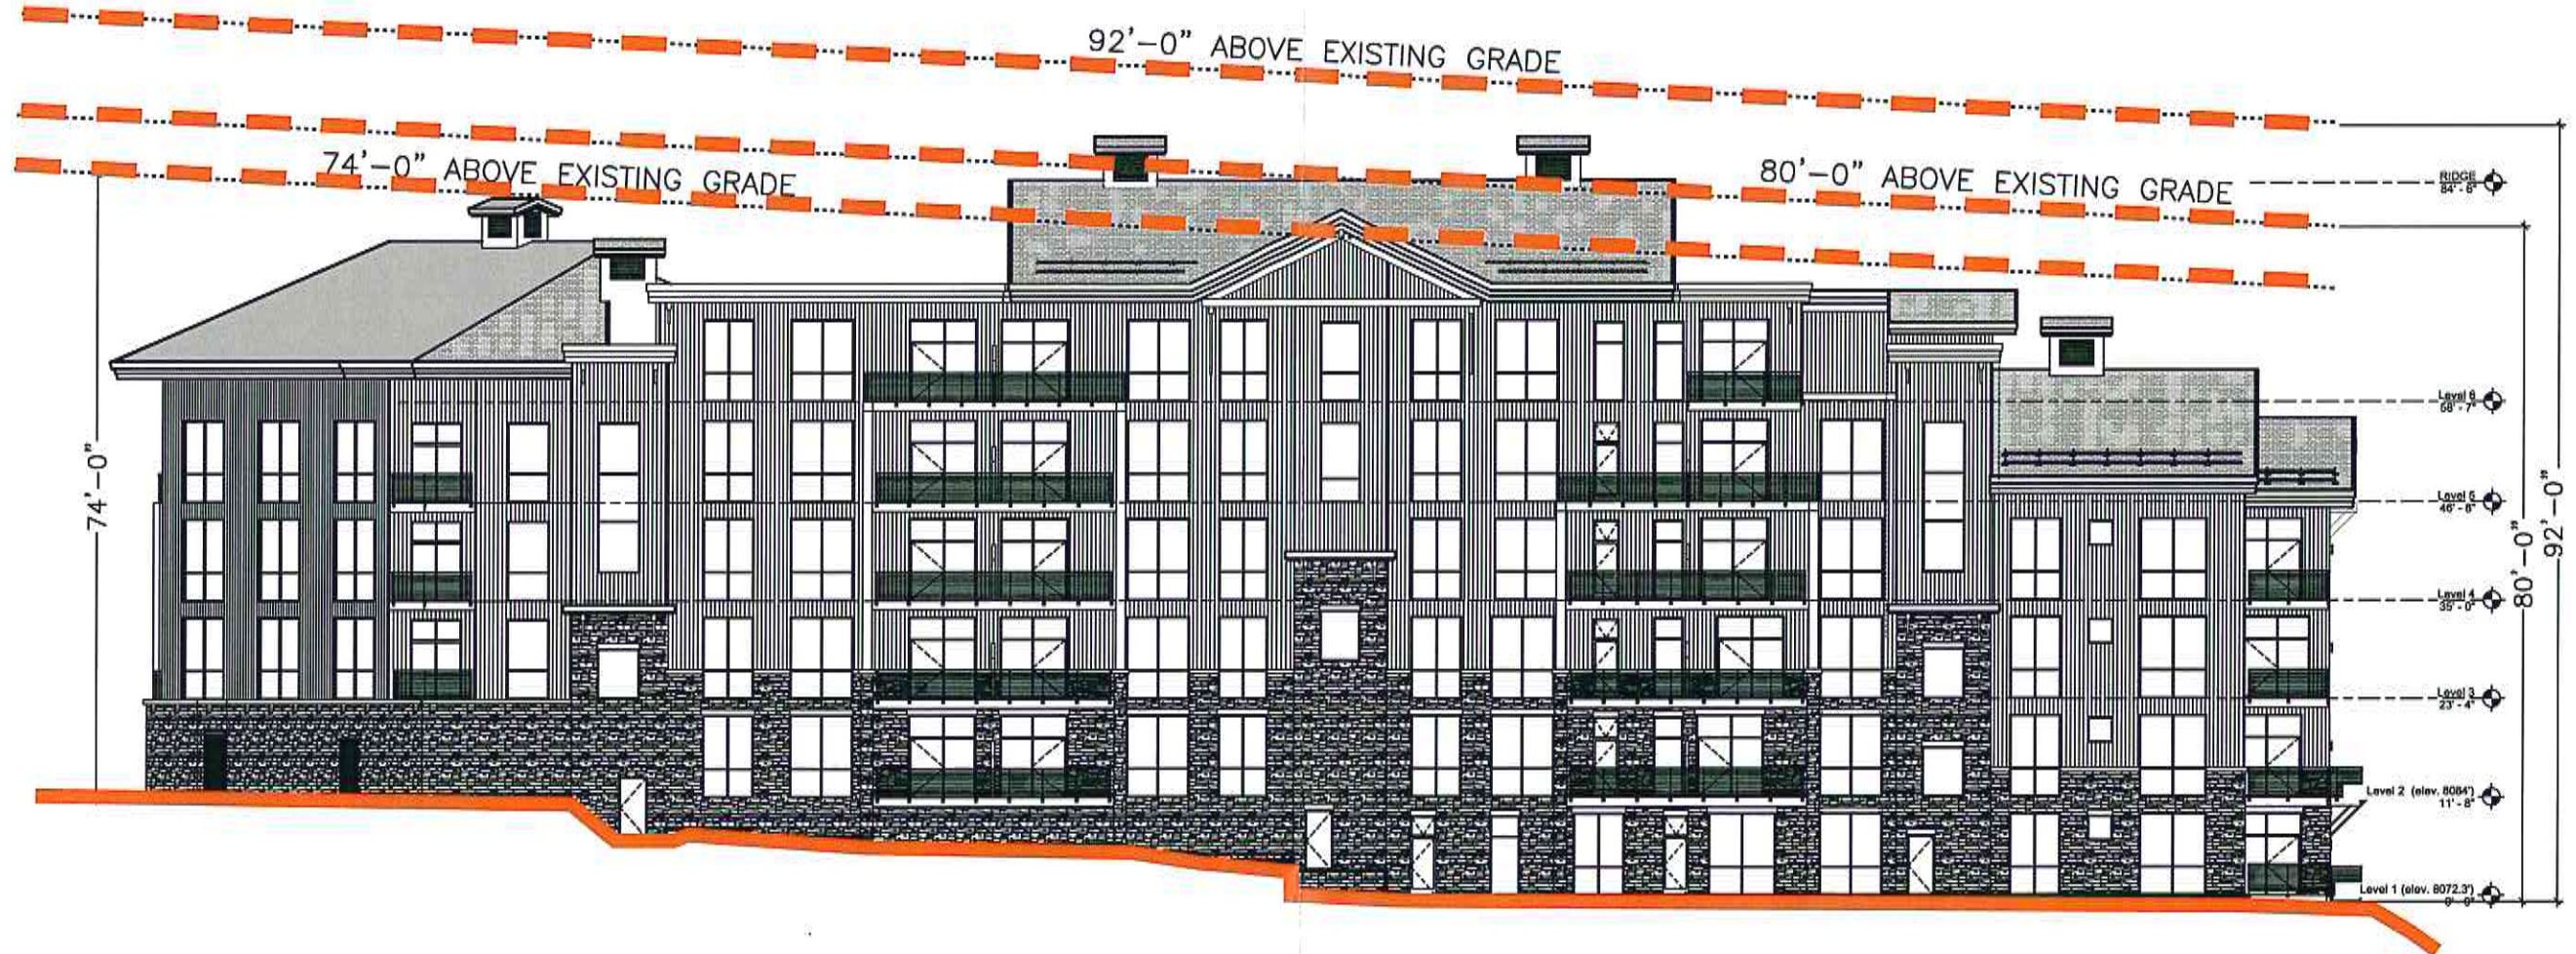 92'-0" ABOVE EXISTING GRADE
74'-0" ABOVE EXISTING GRADE
80'-0" ABOVE EXISTING GRADE
RIDGE
84' - 6"
Level 6
58' - 7"
Level 5
46' - 8"
Level 4
35' - 0"
Level 3
23' - 4"
Level 2 (elev. 8084')
11' - 8"
Level 1 (elev. 8072.3')
0' - 0"
74'-0"
80'-0"
92'-0"